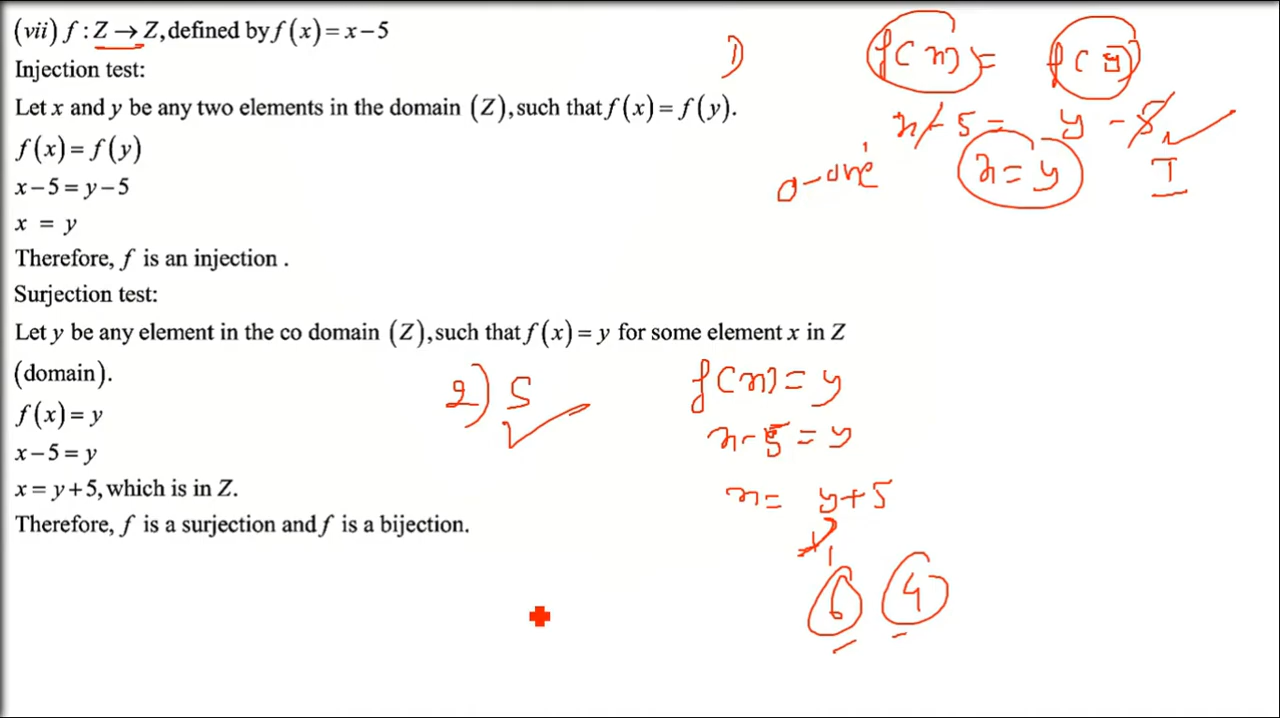 (vii) f : Z → Z, defined by f(x) = x − 5
Injection test:
Let x and y be any two elements in the domain (Z), such that f(x) = f(y).
f(x) = f(y)
x − 5 = y − 5
x = y
Therefore, f is an injection .
Surjection test:
Let y be any element in the co domain (Z), such that f(x) = y for some element x in Z
(domain).
f(x) = y
x − 5 = y
x = y + 5, which is in Z.
Therefore, f is a surjection and f is a bijection.
1) f(x) = f(y)
x − 5 = y − 5
o-one x = y I
2) S
f(x) = y
x − 5 = y
x = y + 5
6 4